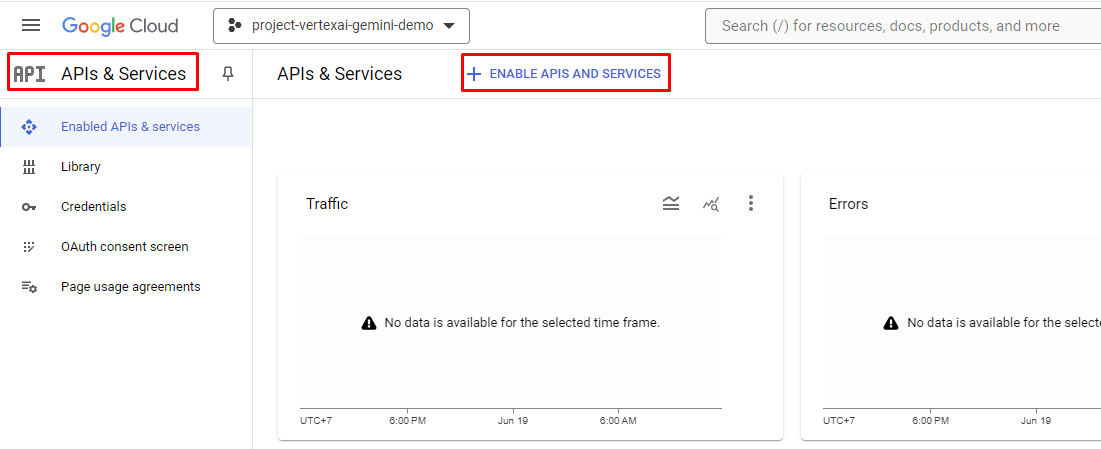 Google Cloud
project-vertexai-gemini-demo
Search (/) for resources, docs, products, and more
API APIs & Services
APIs & Services
ENABLE APIS AND SERVICES
Enabled APIs & services
Library
Credentials
OAuth consent screen
Page usage agreements
Traffic
No data is available for the selected time frame.
UTC+7 6:00 PM Jun 19 6:00 AM
Errors
No data is available for the selecte
UTC+7 6:00 PM Jun 19